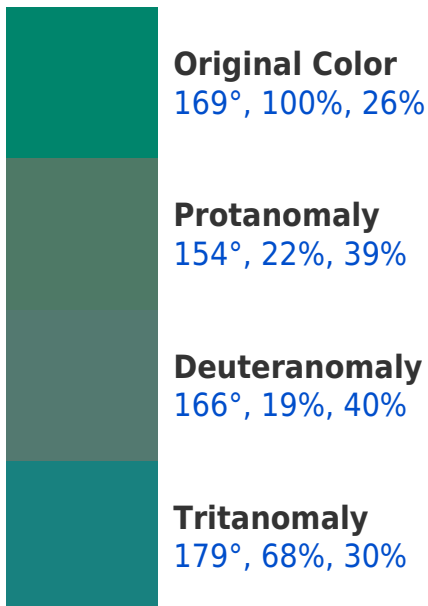 Original Color
169°, 100%, 26%
Protanomaly
154°, 22%, 39%
Deuteranomaly
166°, 19%, 40%
Tritanomaly
179°, 68%, 30%